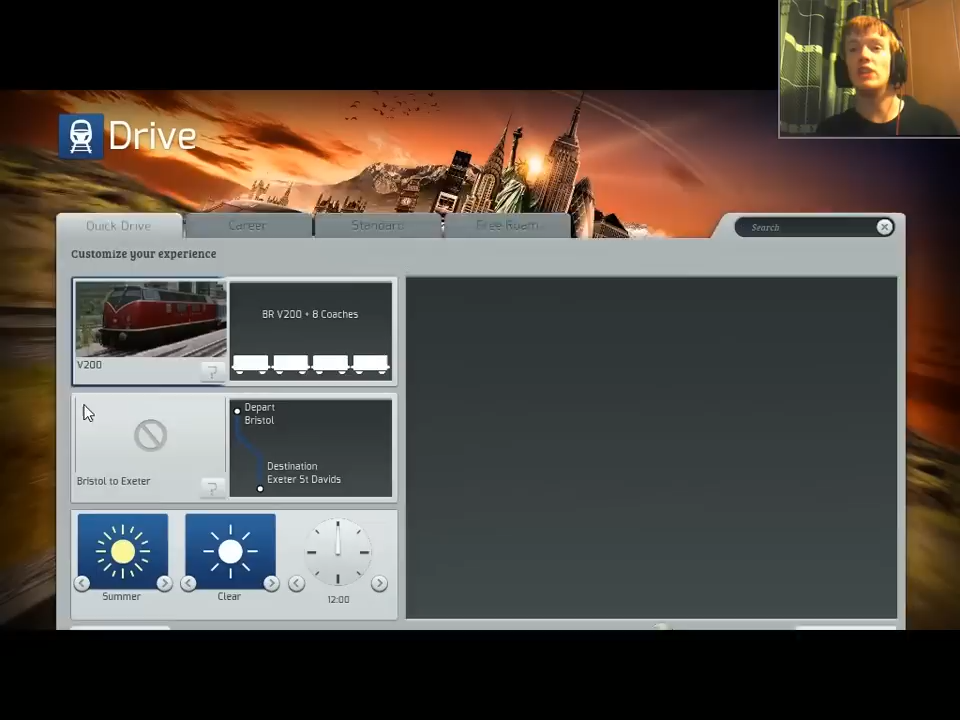 Drive
Quick Drive
Career
Standard
Free Roam
Search
Customize your experience
BR V200 + 8 Coaches
V200
?
Depart
Bristol
Destination
Exeter St Davids
Bristol to Exeter
?
Summer
Clear
12:00